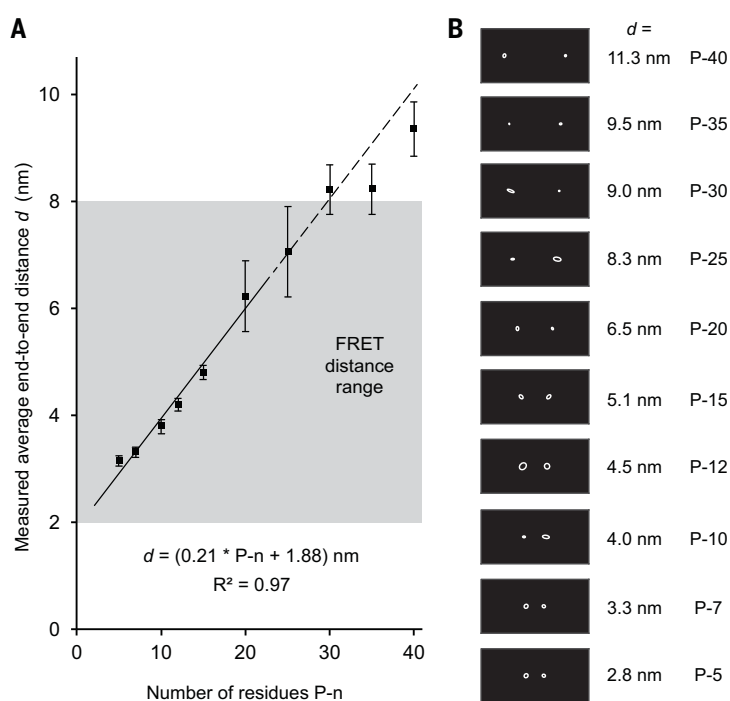 A
Measured average end-to-end distance d (nm)
10
8
6
4
2
0
0
10
20
30
40
Number of residues P-n
FRET
distance
range
d = (0.21 * P-n + 1.88) nm
R² = 0.97
B
d =
11.3 nm P-40
9.5 nm P-35
9.0 nm P-30
8.3 nm P-25
6.5 nm P-20
5.1 nm P-15
4.5 nm P-12
4.0 nm P-10
3.3 nm P-7
2.8 nm P-5